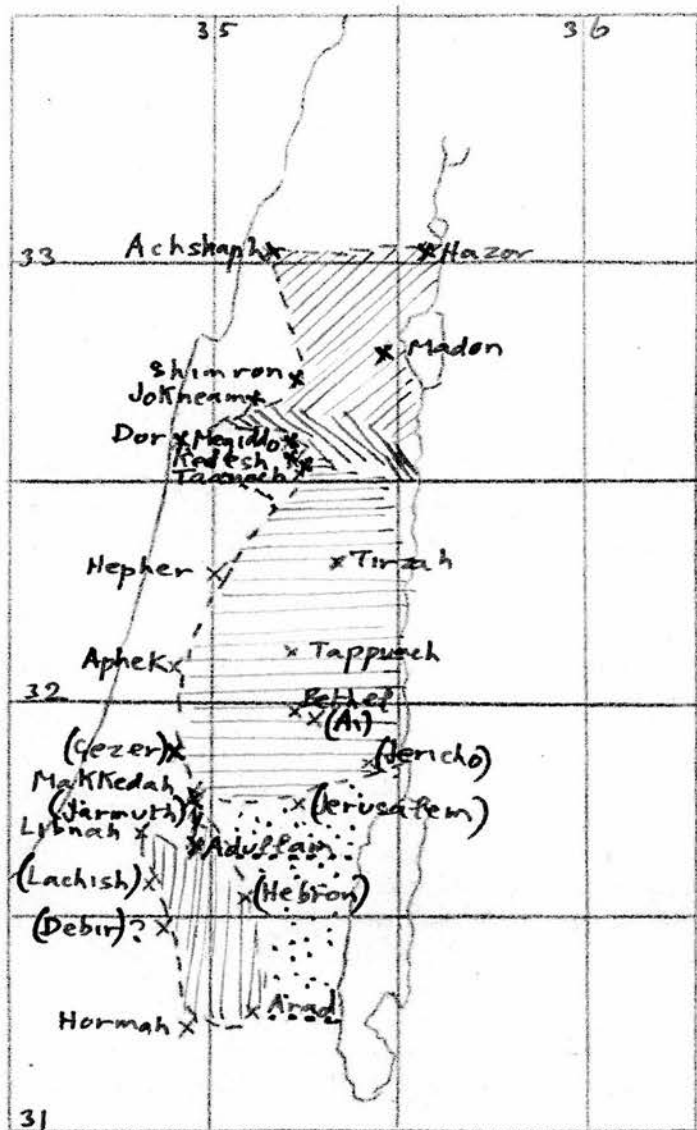 35 36
Achshaph Hazor
33
Madon
Shimron
Jokneam
Dor Megiddo
Kedesh
Taanach
Hepher Tirzah
Aphek Tappuach
32 Bethel
(Ai)
(Gezer) (Jericho)
MaKKedah
(Jarmuth) (Jerusalem)
Libnah
Adullam
(Lachish) (Hebron)
(Debir)?
Hormah Arad
31